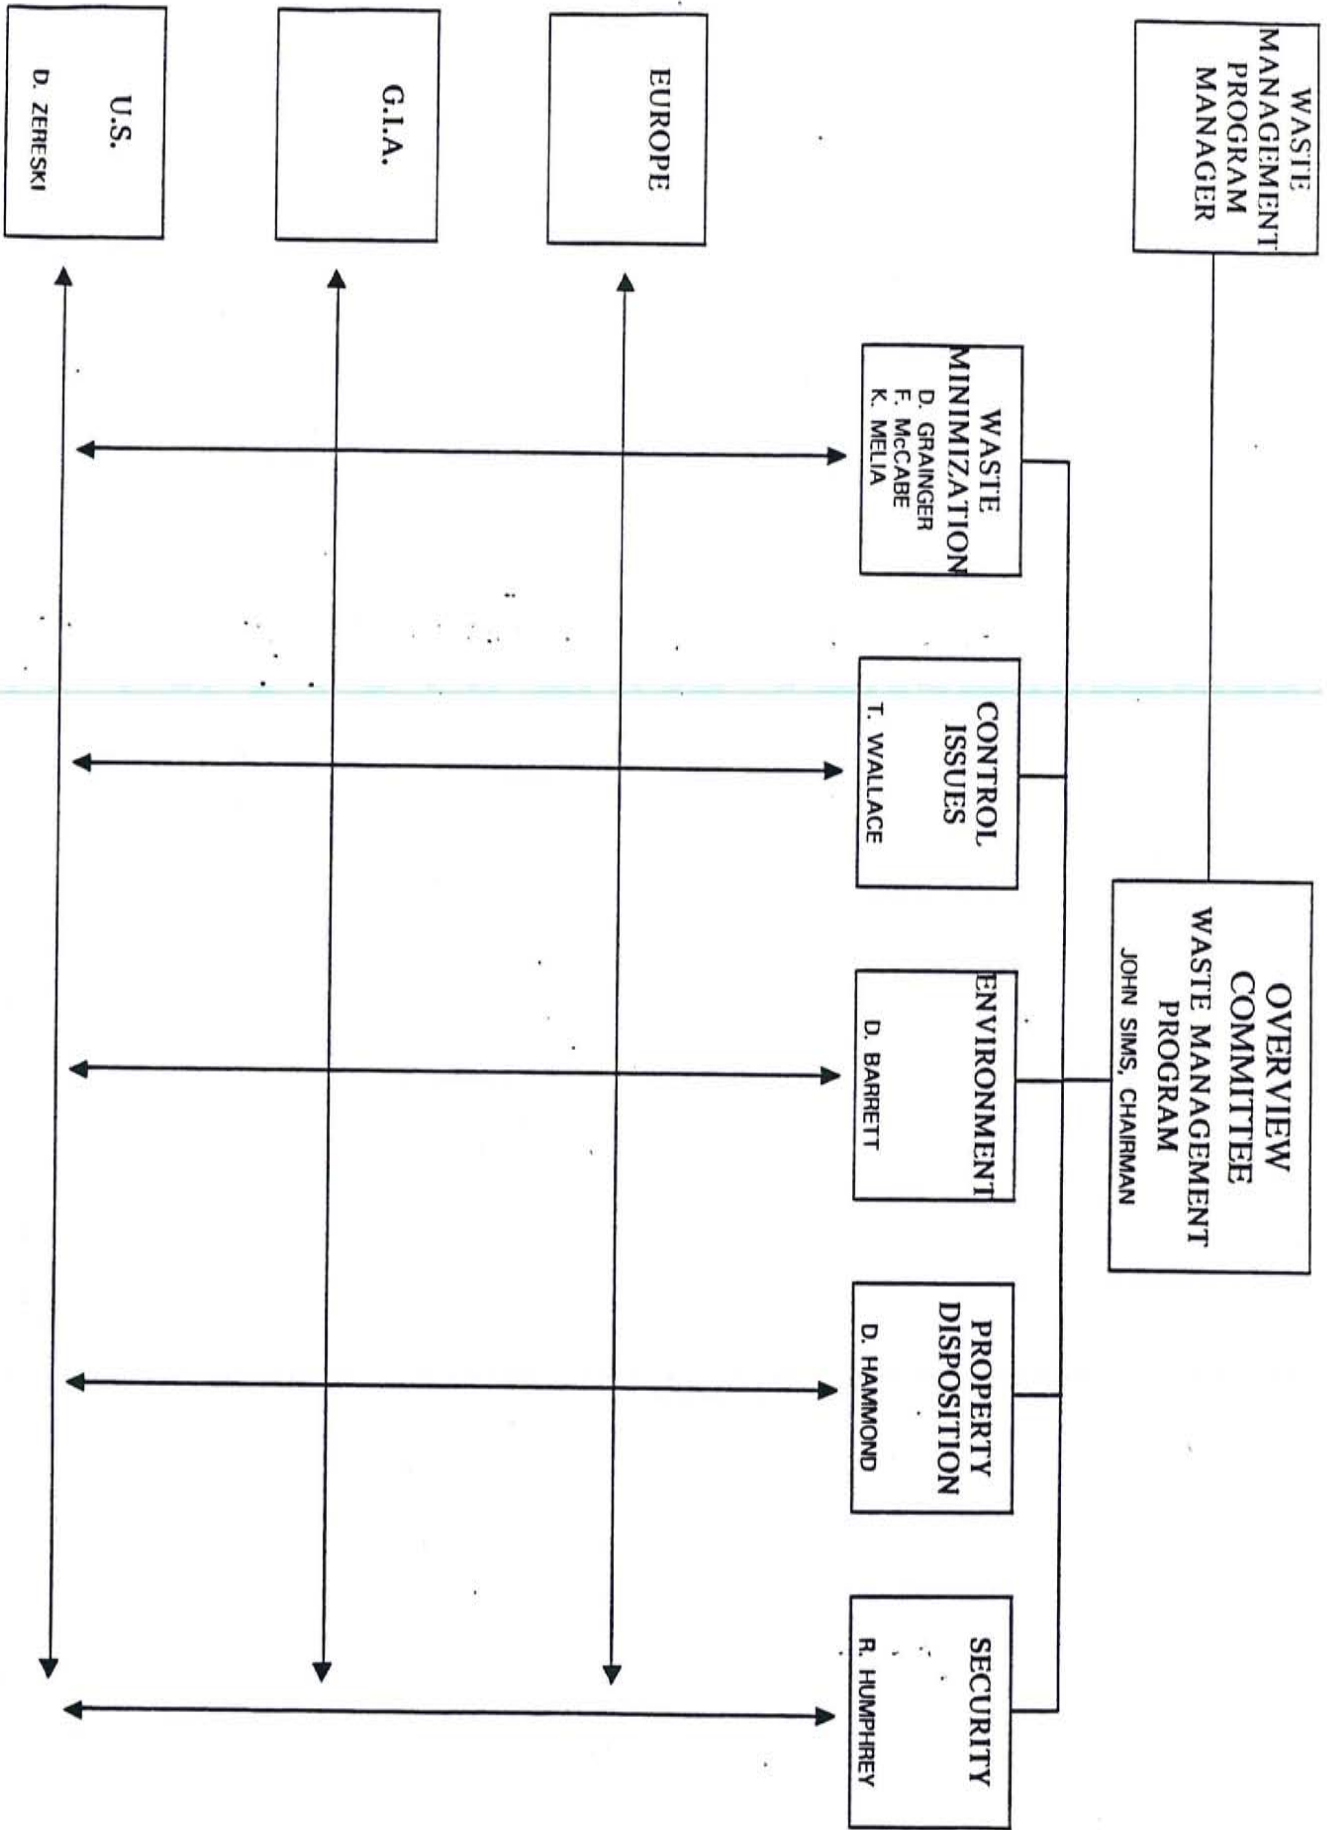 OVERVIEW
COMMITTEE
WASTE MANAGEMENT
PROGRAM
JOHN SIMS, CHAIRMAN
WASTE
MANAGEMENT
PROGRAM
MANAGER
WASTE
MINIMIZATION
D. GRAINGER
F. McCABE
K. MELIA
CONTROL
ISSUES
T. WALLACE
ENVIRONMENT
D. BARRETT
PROPERTY
DISPOSITION
D. HAMMOND
SECURITY
R. HUMPHREY
EUROPE
G.I.A.
U.S.
D. ZERESKI